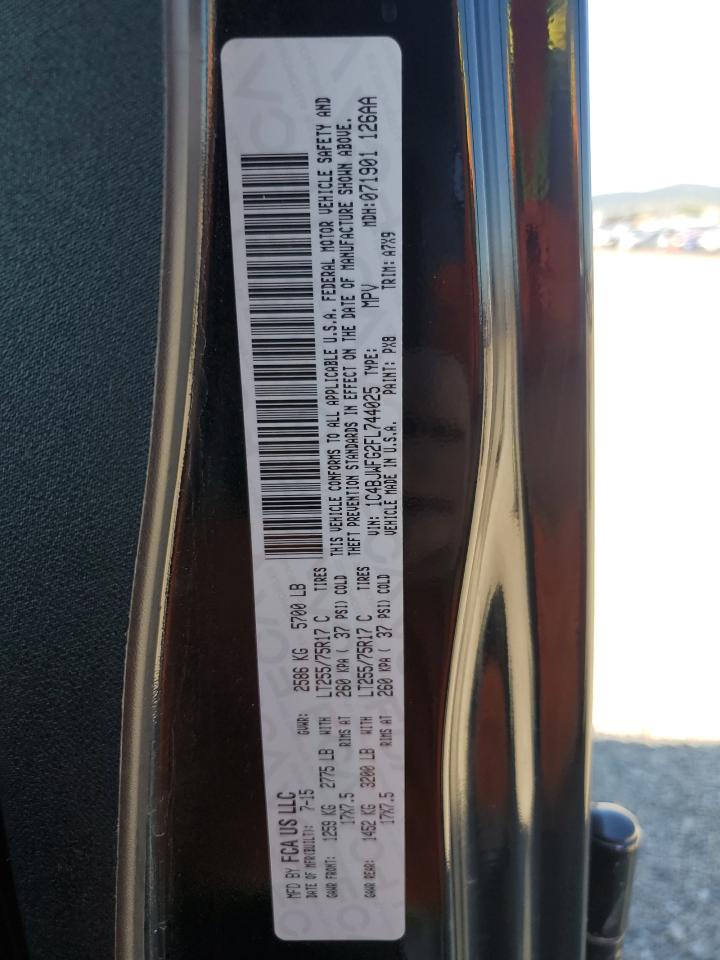 MFD BY FCA US LLC
DATE OF MFR(BUILT): 7-15 GVWR: 2586 KG 5700 LB
GAWR FRONT: 1259 KG 2775 LB WITH LT255/75R17 C TIRES
17X7.5 RIMS AT 260 KPA ( 37 PSI) COLD
GAWR REAR: 1452 KG 3200 LB WITH LT255/75R17 C TIRES
17X7.5 RIMS AT 260 KPA ( 37 PSI) COLD
THIS VEHICLE CONFORMS TO ALL APPLICABLE U.S.A. FEDERAL MOTOR VEHICLE SAFETY AND
THEFT PREVENTION STANDARDS IN EFFECT ON THE DATE OF MANUFACTURE SHOWN ABOVE.
VIN: 1C4BJWFG2FL744025 TYPE: MPV MDH:071901 126AA
VEHICLE MADE IN U.S.A. PAINT: PX8 TRIM: A7X9